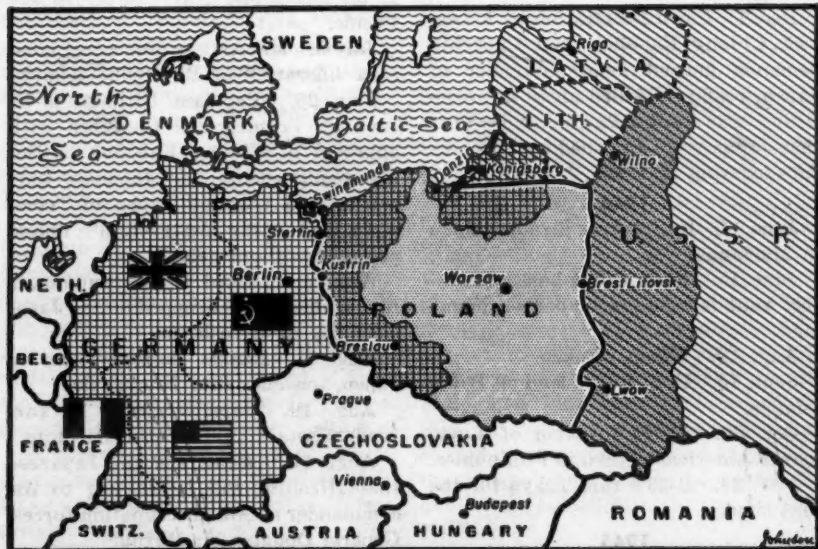 SWEDEN
Riga
LATVIA
North
Sea
DENMARK
Baltic Sea
LITH.
Wilno
Königsberg
Danzig
Swinemunde
U. S. S. R.
Stettin
NETH.
Berlin
Kustrin
Warsaw
Brest Litovsk
POLAND
GERMANY
BELG.
Breslau
Prague
Lwow
FRANCE
CZECHOSLOVAKIA
Vienna
Budapest
SWITZ.
AUSTRIA
HUNGARY
ROMANIA